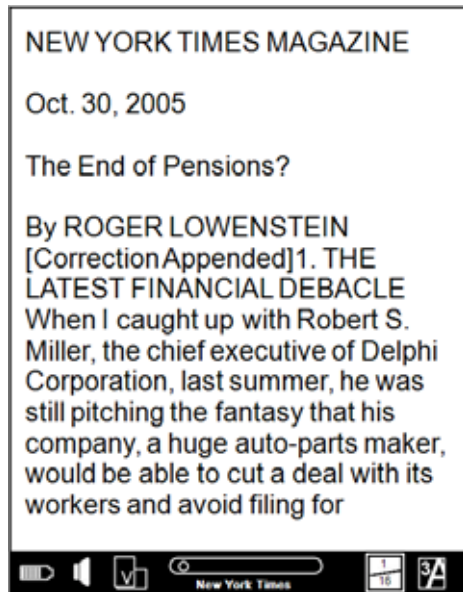 NEW YORK TIMES MAGAZINE
Oct. 30, 2005
The End of Pensions?
By ROGER LOWENSTEIN
[Correction Appended]1. THE
LATEST FINANCIAL DEBACLE
When I caught up with Robert S.
Miller, the chief executive of Delphi
Corporation, last summer, he was
still pitching the fantasy that his
company, a huge auto-parts maker,
would be able to cut a deal with its
workers and avoid filing for
New York Times
1
16
3A